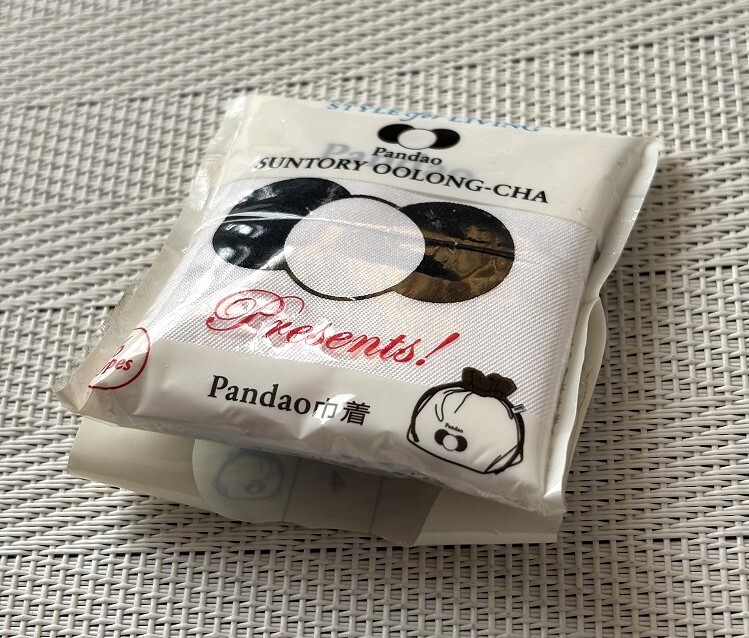 STYLE for LIVING
Pandao
SUNTORY OOLONG-CHA
Presents!
Pandao巾着
Pandao